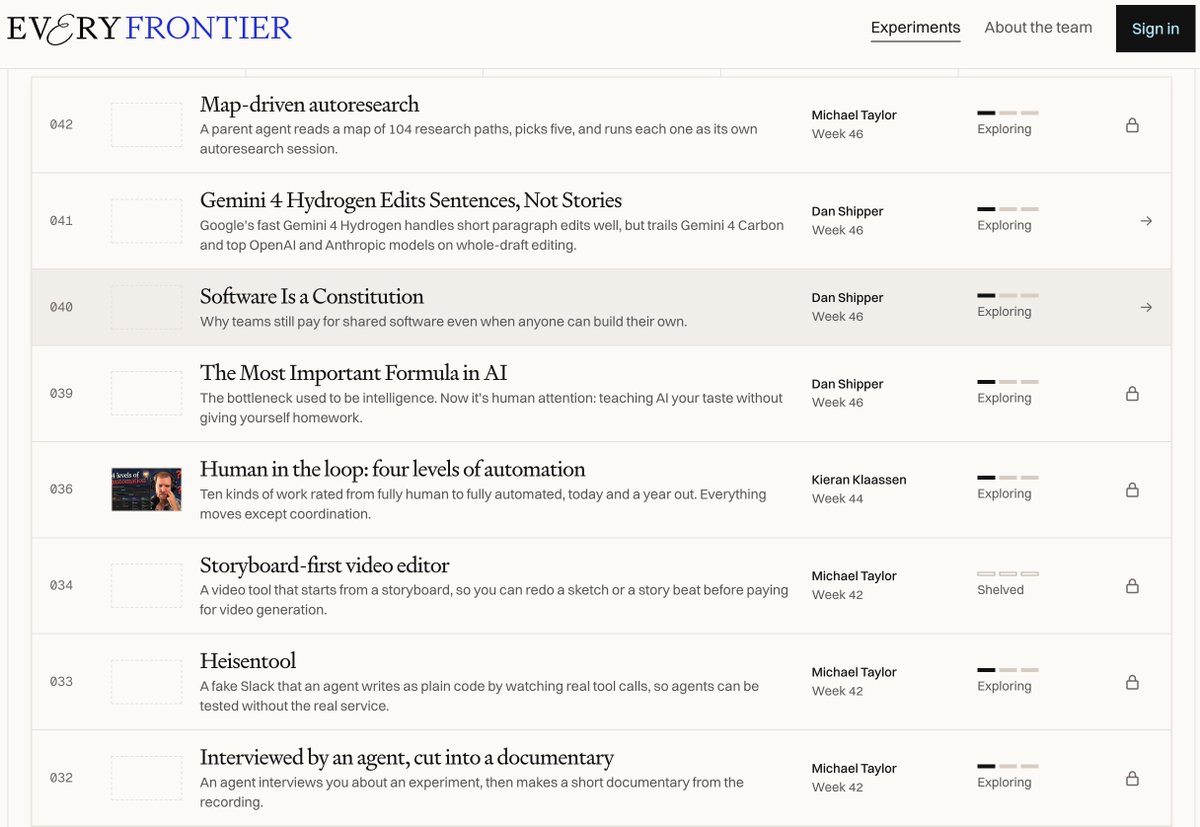 EVERY FRONTIER
Experiments
About the team
Sign in
042
Map-driven autoresearch
A parent agent reads a map of 104 research paths, picks five, and runs each one as its own
autoresearch session.
Michael Taylor
Week 46
Exploring
041
Gemini 4 Hydrogen Edits Sentences, Not Stories
Google's fast Gemini 4 Hydrogen handles short paragraph edits well, but trails Gemini 4 Carbon
and top OpenAI and Anthropic models on whole-draft editing.
Dan Shipper
Week 46
Exploring
040
Software Is a Constitution
Why teams still pay for shared software even when anyone can build their own.
Dan Shipper
Week 46
Exploring
039
The Most Important Formula in AI
The bottleneck used to be intelligence. Now it's human attention: teaching AI your taste without
giving yourself homework.
Dan Shipper
Week 46
Exploring
036
4 levels of
automation
Human in the loop: four levels of automation
Ten kinds of work rated from fully human to fully automated, today and a year out. Everything
moves except coordination.
Kieran Klaassen
Week 44
Exploring
034
Storyboard-first video editor
A video tool that starts from a storyboard, so you can redo a sketch or a story beat before paying
for video generation.
Michael Taylor
Week 42
Shelved
033
Heisentool
A fake Slack that an agent writes as plain code by watching real tool calls, so agents can be
tested without the real service.
Michael Taylor
Week 42
Exploring
032
Interviewed by an agent, cut into a documentary
An agent interviews you about an experiment, then makes a short documentary from the
recording.
Michael Taylor
Week 42
Exploring